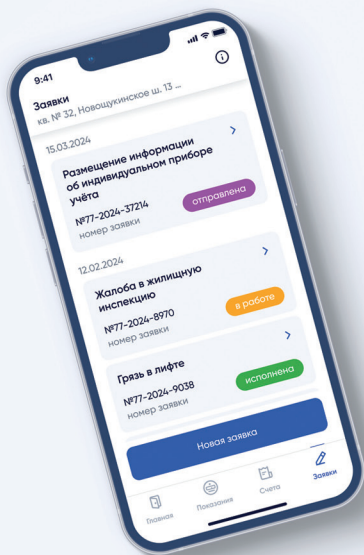 9:41
Заявки
кв. № 32, Новощукинское ш. 13 ...
15.03.2024
Размещение информации
об индивидуальном приборе
учёта
№77-2024-37214
номер заявки
отправлена
12.02.2024
Жалоба в жилищную
инспекцию
№77-2024-8970
номер заявки
в работе
Грязь в лифте
№77-2024-9038
номер заявки
исполнена
Новая заявка
Главная
Показания
Счета
Заявки